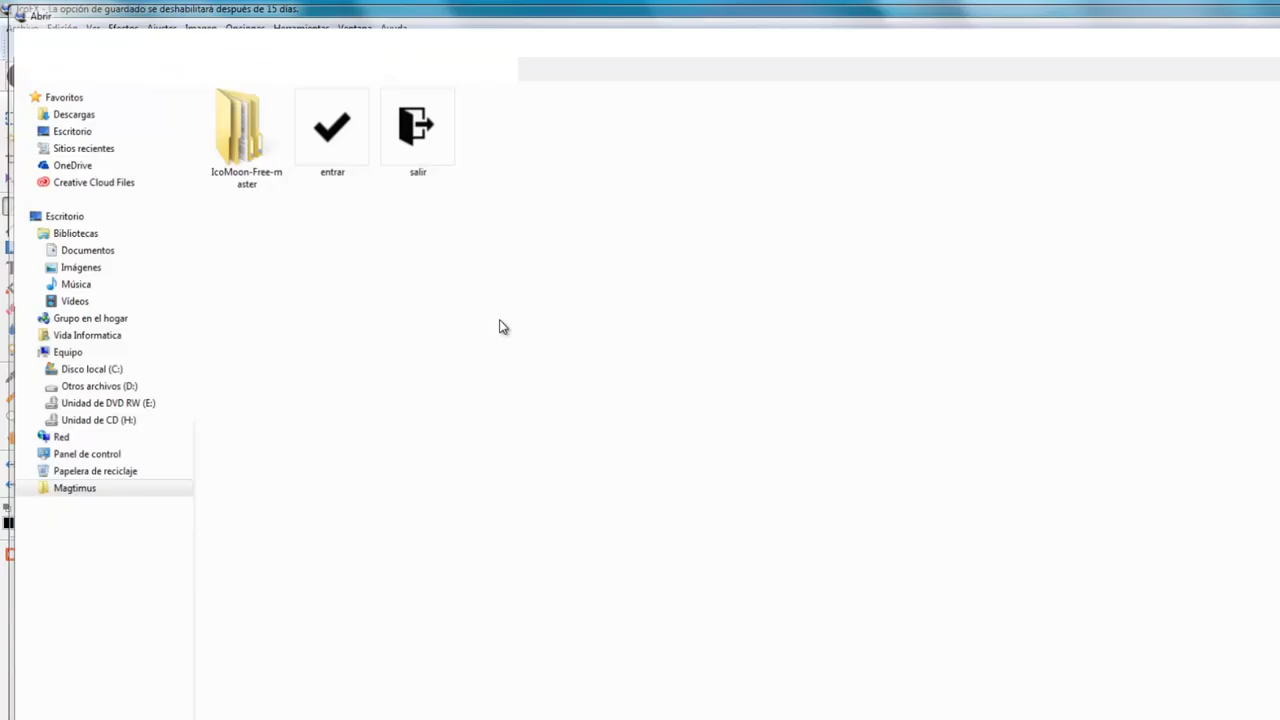 IcoFX - La opción de guardado se deshabilitará después de 15 días.
Abrir
Archivo Edición Ver Efectos Ajustes Imagen Opciones Herramientas Ventana Ayuda
Favoritos
Descargas
Escritorio
Sitios recientes
OneDrive
Creative Cloud Files
Escritorio
Bibliotecas
Documentos
Imágenes
Música
Vídeos
Grupo en el hogar
Vida Informatica
Equipo
Disco local (C:)
Otros archivos (D:)
Unidad de DVD RW (E:)
Unidad de CD (H:)
Red
Panel de control
Papelera de reciclaje
Magtimus
IcoMoon-Free-m
aster
entrar
salir